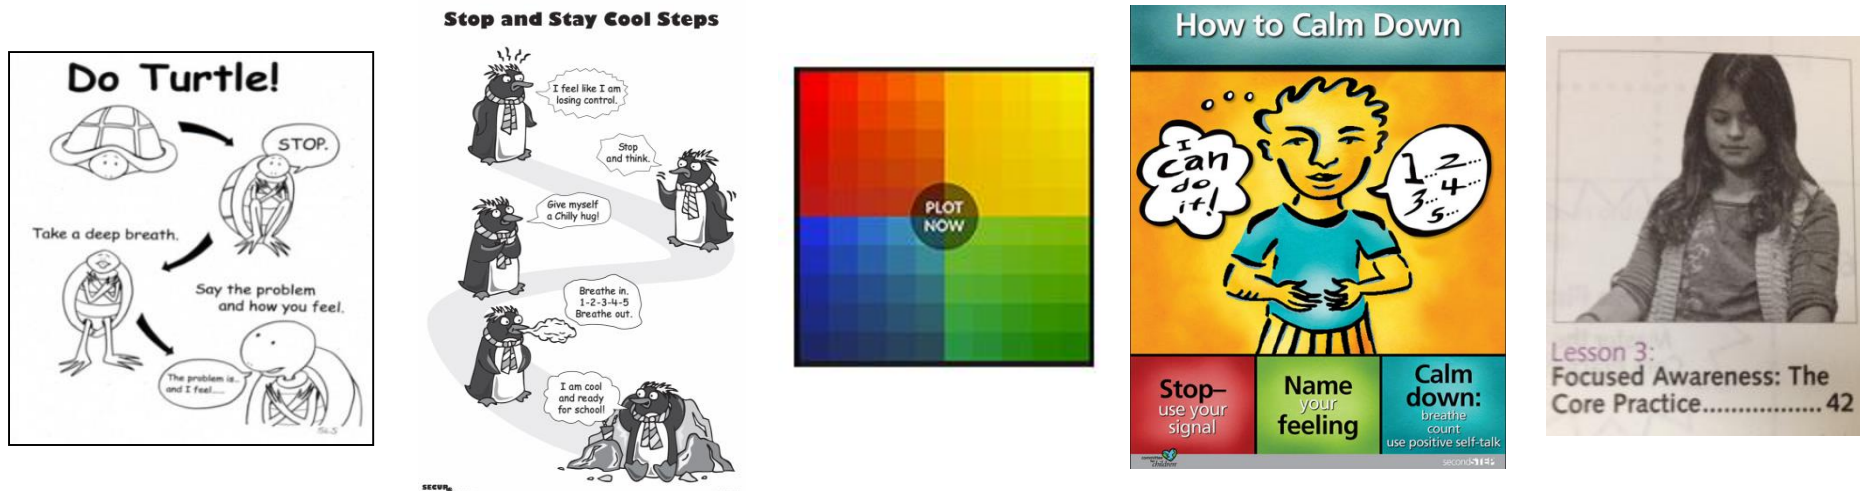 Do Turtle!
STOP.
Take a deep breath.
Say the problem
and how you feel.
The problem is..
and I feel.....
Stop and Stay Cool Steps
I feel like I am
losing control.
Stop
and think.
Give myself
a Chilly hug!
Breathe in.
1-2-3-4-5
Breathe out.
I am cool
and ready
for school!
PLOT
NOW
How to Calm Down
I
can
do
it!
1...2...
3...4...
5...
Stop–
use your
signal
Name
your
feeling
Calm
down:
breathe
count
use positive self-talk
committee
for children
secondSTEP
Lesson 3:
Focused Awareness: The
Core Practice.................42